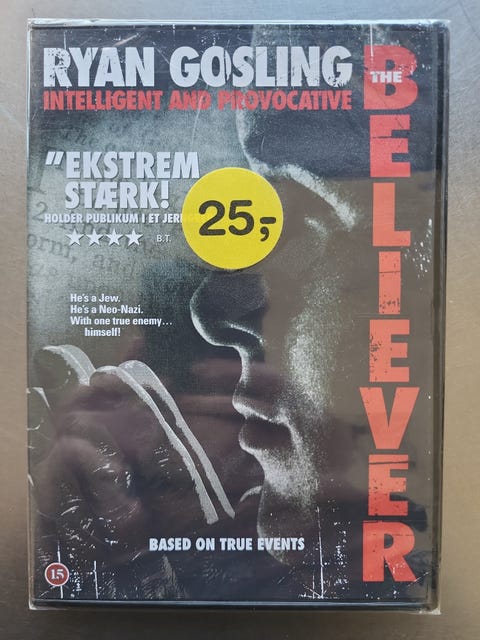 RYAN GOSLING
INTELLIGENT AND PROVOCATIVE
THE
BELIEVER
"EKSTREM
STÆRK!
HOLDER PUBLIKUM I ET
★★★★ B.T.
25,-
He's a Jew.
He's a Neo-Nazi.
With one true enemy...
himself!
BASED ON TRUE EVENTS
15